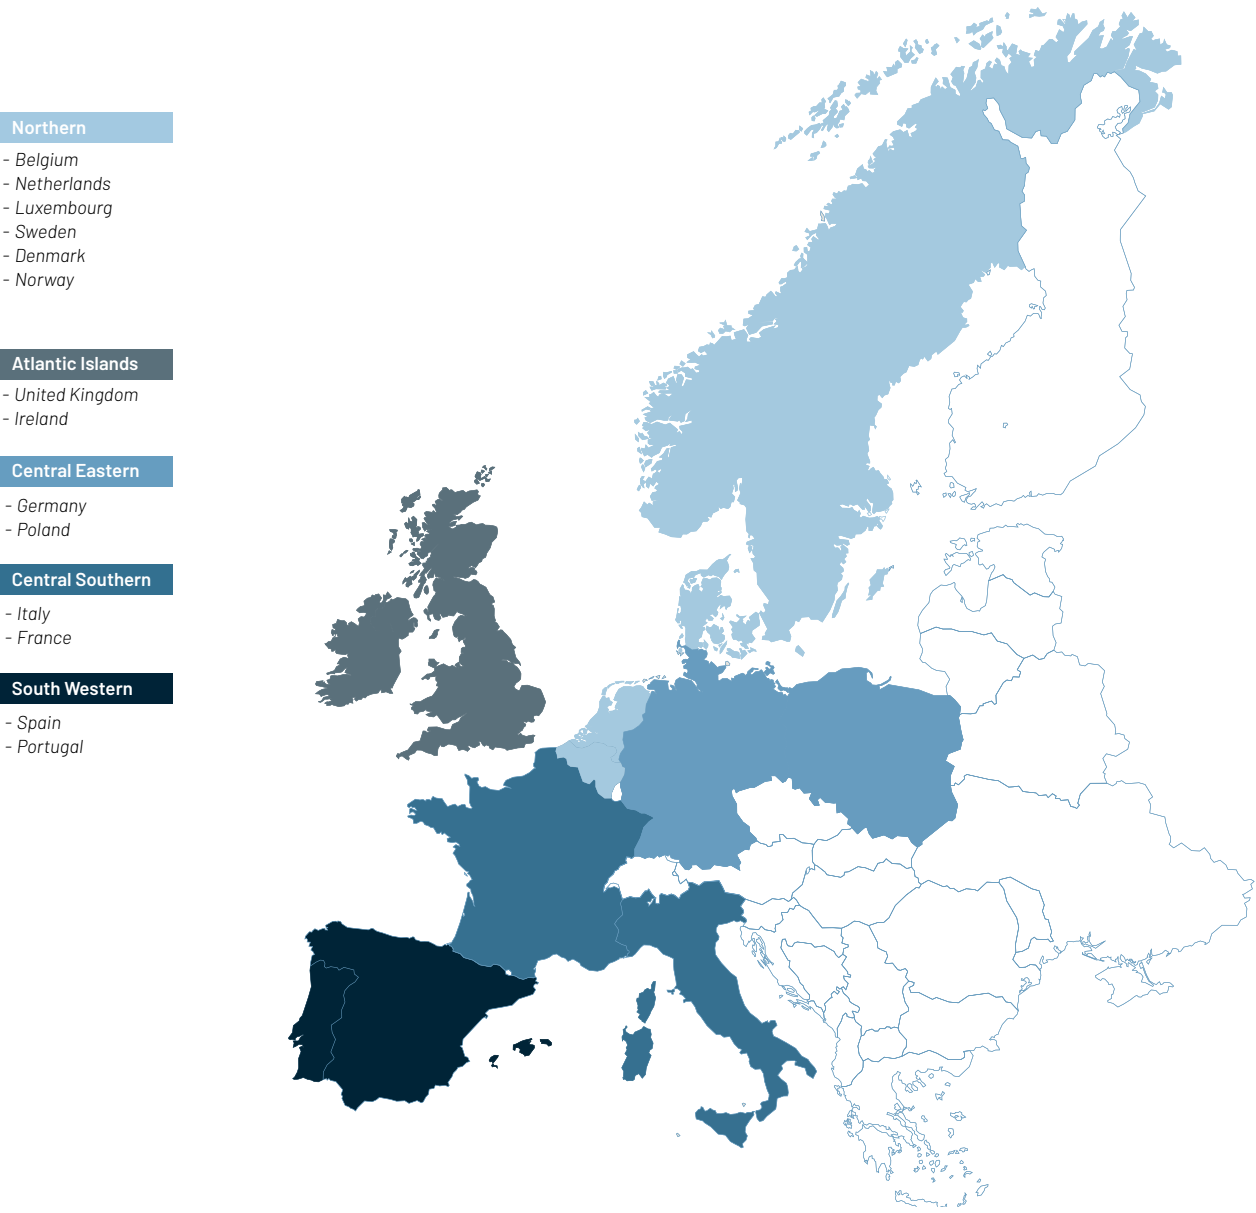 Northern
- Belgium
- Netherlands
- Luxembourg
- Sweden
- Denmark
- Norway
Atlantic Islands
- United Kingdom
- Ireland
Central Eastern
- Germany
- Poland
Central Southern
- Italy
- France
South Western
- Spain
- Portugal